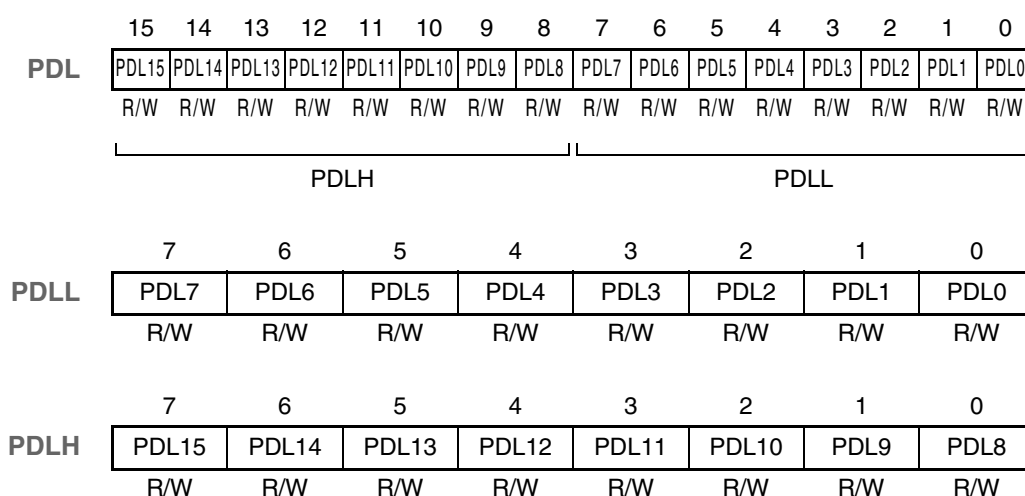 15 14 13 12 11 10 9 8 7 6 5 4 3 2 1 0
PDL PDL15 PDL14 PDL13 PDL12 PDL11 PDL10 PDL9 PDL8 PDL7 PDL6 PDL5 PDL4 PDL3 PDL2 PDL1 PDL0
R/W R/W R/W R/W R/W R/W R/W R/W R/W R/W R/W R/W R/W R/W R/W R/W
PDLH PDLL
7 6 5 4 3 2 1 0
PDLL PDL7 PDL6 PDL5 PDL4 PDL3 PDL2 PDL1 PDL0
R/W R/W R/W R/W R/W R/W R/W R/W
7 6 5 4 3 2 1 0
PDLH PDL15 PDL14 PDL13 PDL12 PDL11 PDL10 PDL9 PDL8
R/W R/W R/W R/W R/W R/W R/W R/W